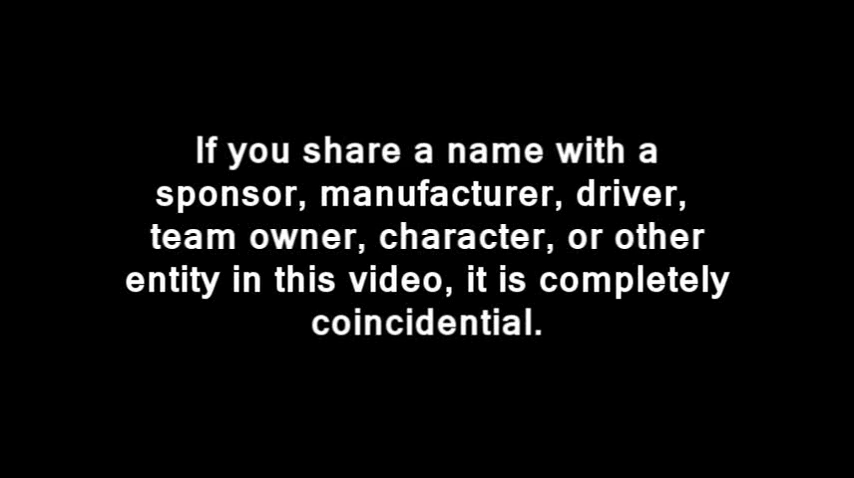 If you share a name with a
sponsor, manufacturer, driver,
team owner, character, or other
entity in this video, it is completely
coincidential.